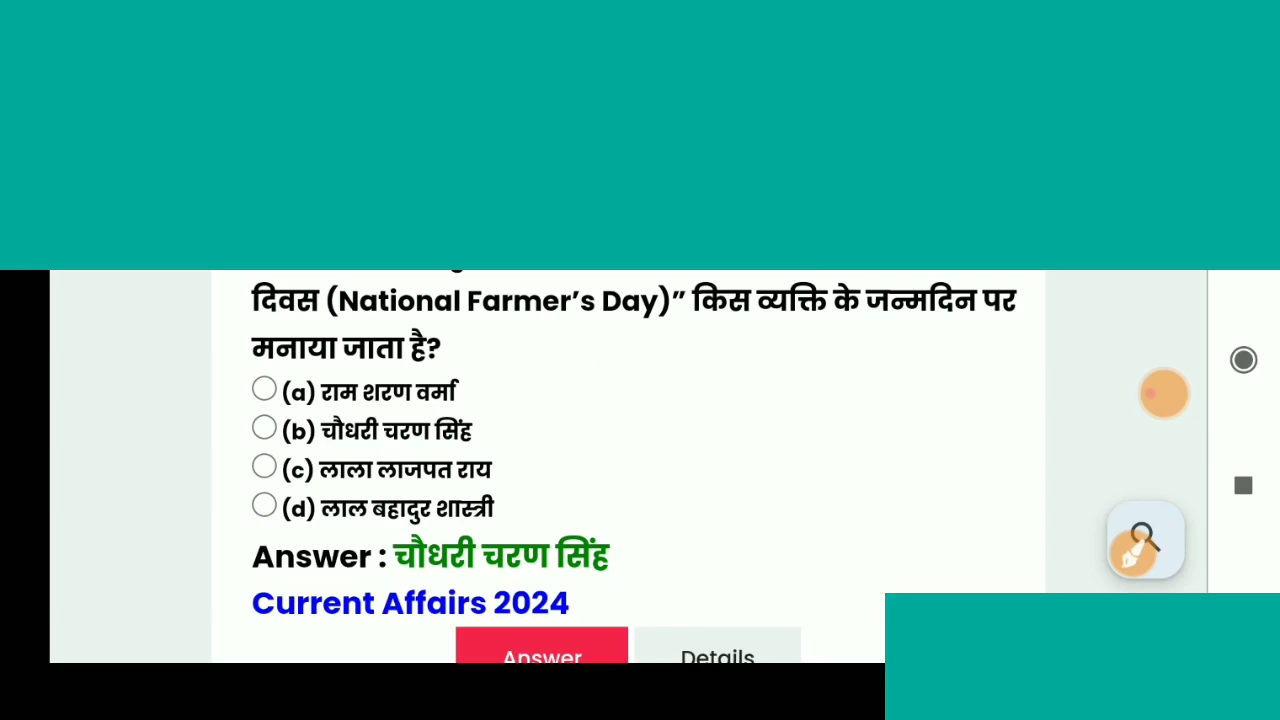 दिवस (National Farmer’s Day)” किस व्यक्ति के जन्मदिन पर
मनाया जाता है?
(a) राम शरण वर्मा
(b) चौधरी चरण सिंह
(c) लाला लाजपत राय
(d) लाल बहादुर शास्त्री
Answer : चौधरी चरण सिंह
Current Affairs 2024
Answer Details